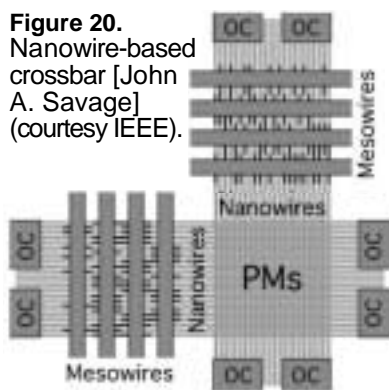 Figure 20.
Nanowire-based
crossbar [John
A. Savage]
(courtesy IEEE).
OC OC
Mesowires
Nanowires
OC
OC
Nanowires
PMs
OC
OC
Mesowires
OC OC